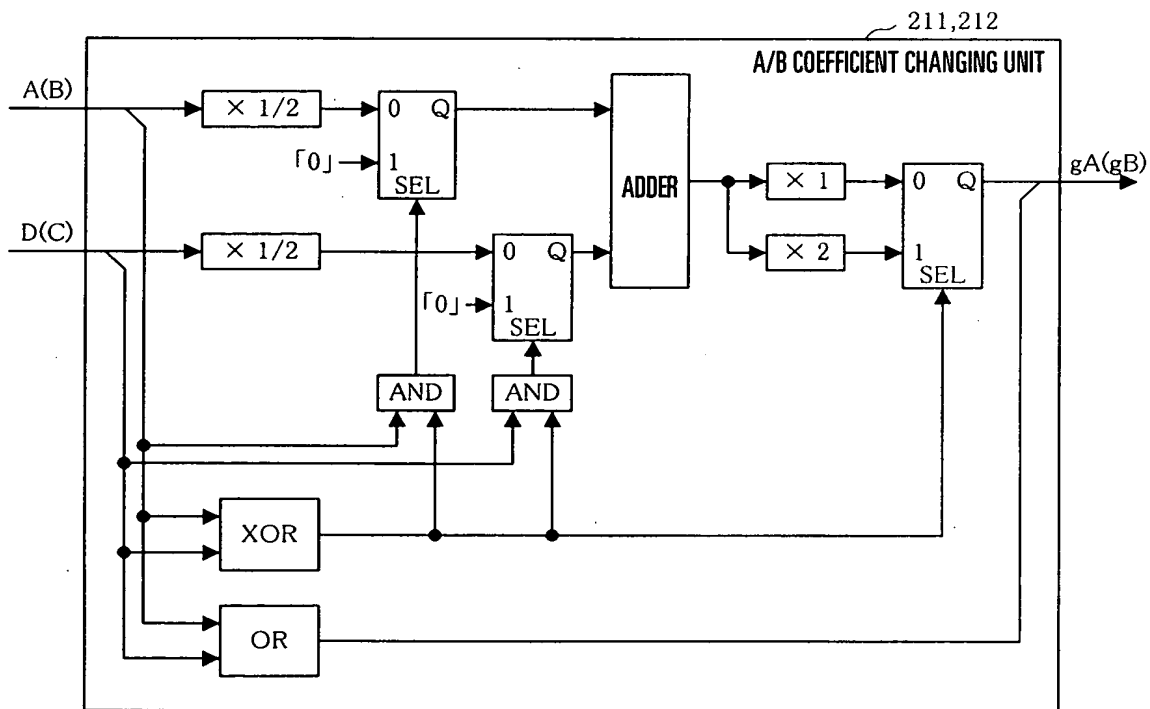 211,212
A/B COEFFICIENT CHANGING UNIT
A(B)
× 1/2
0 Q
「0」
1
SEL
ADDER
× 1
0 Q
gA(gB)
D(C)
× 1/2
0 Q
「0」
1
SEL
× 2
1
SEL
AND
AND
XOR
OR